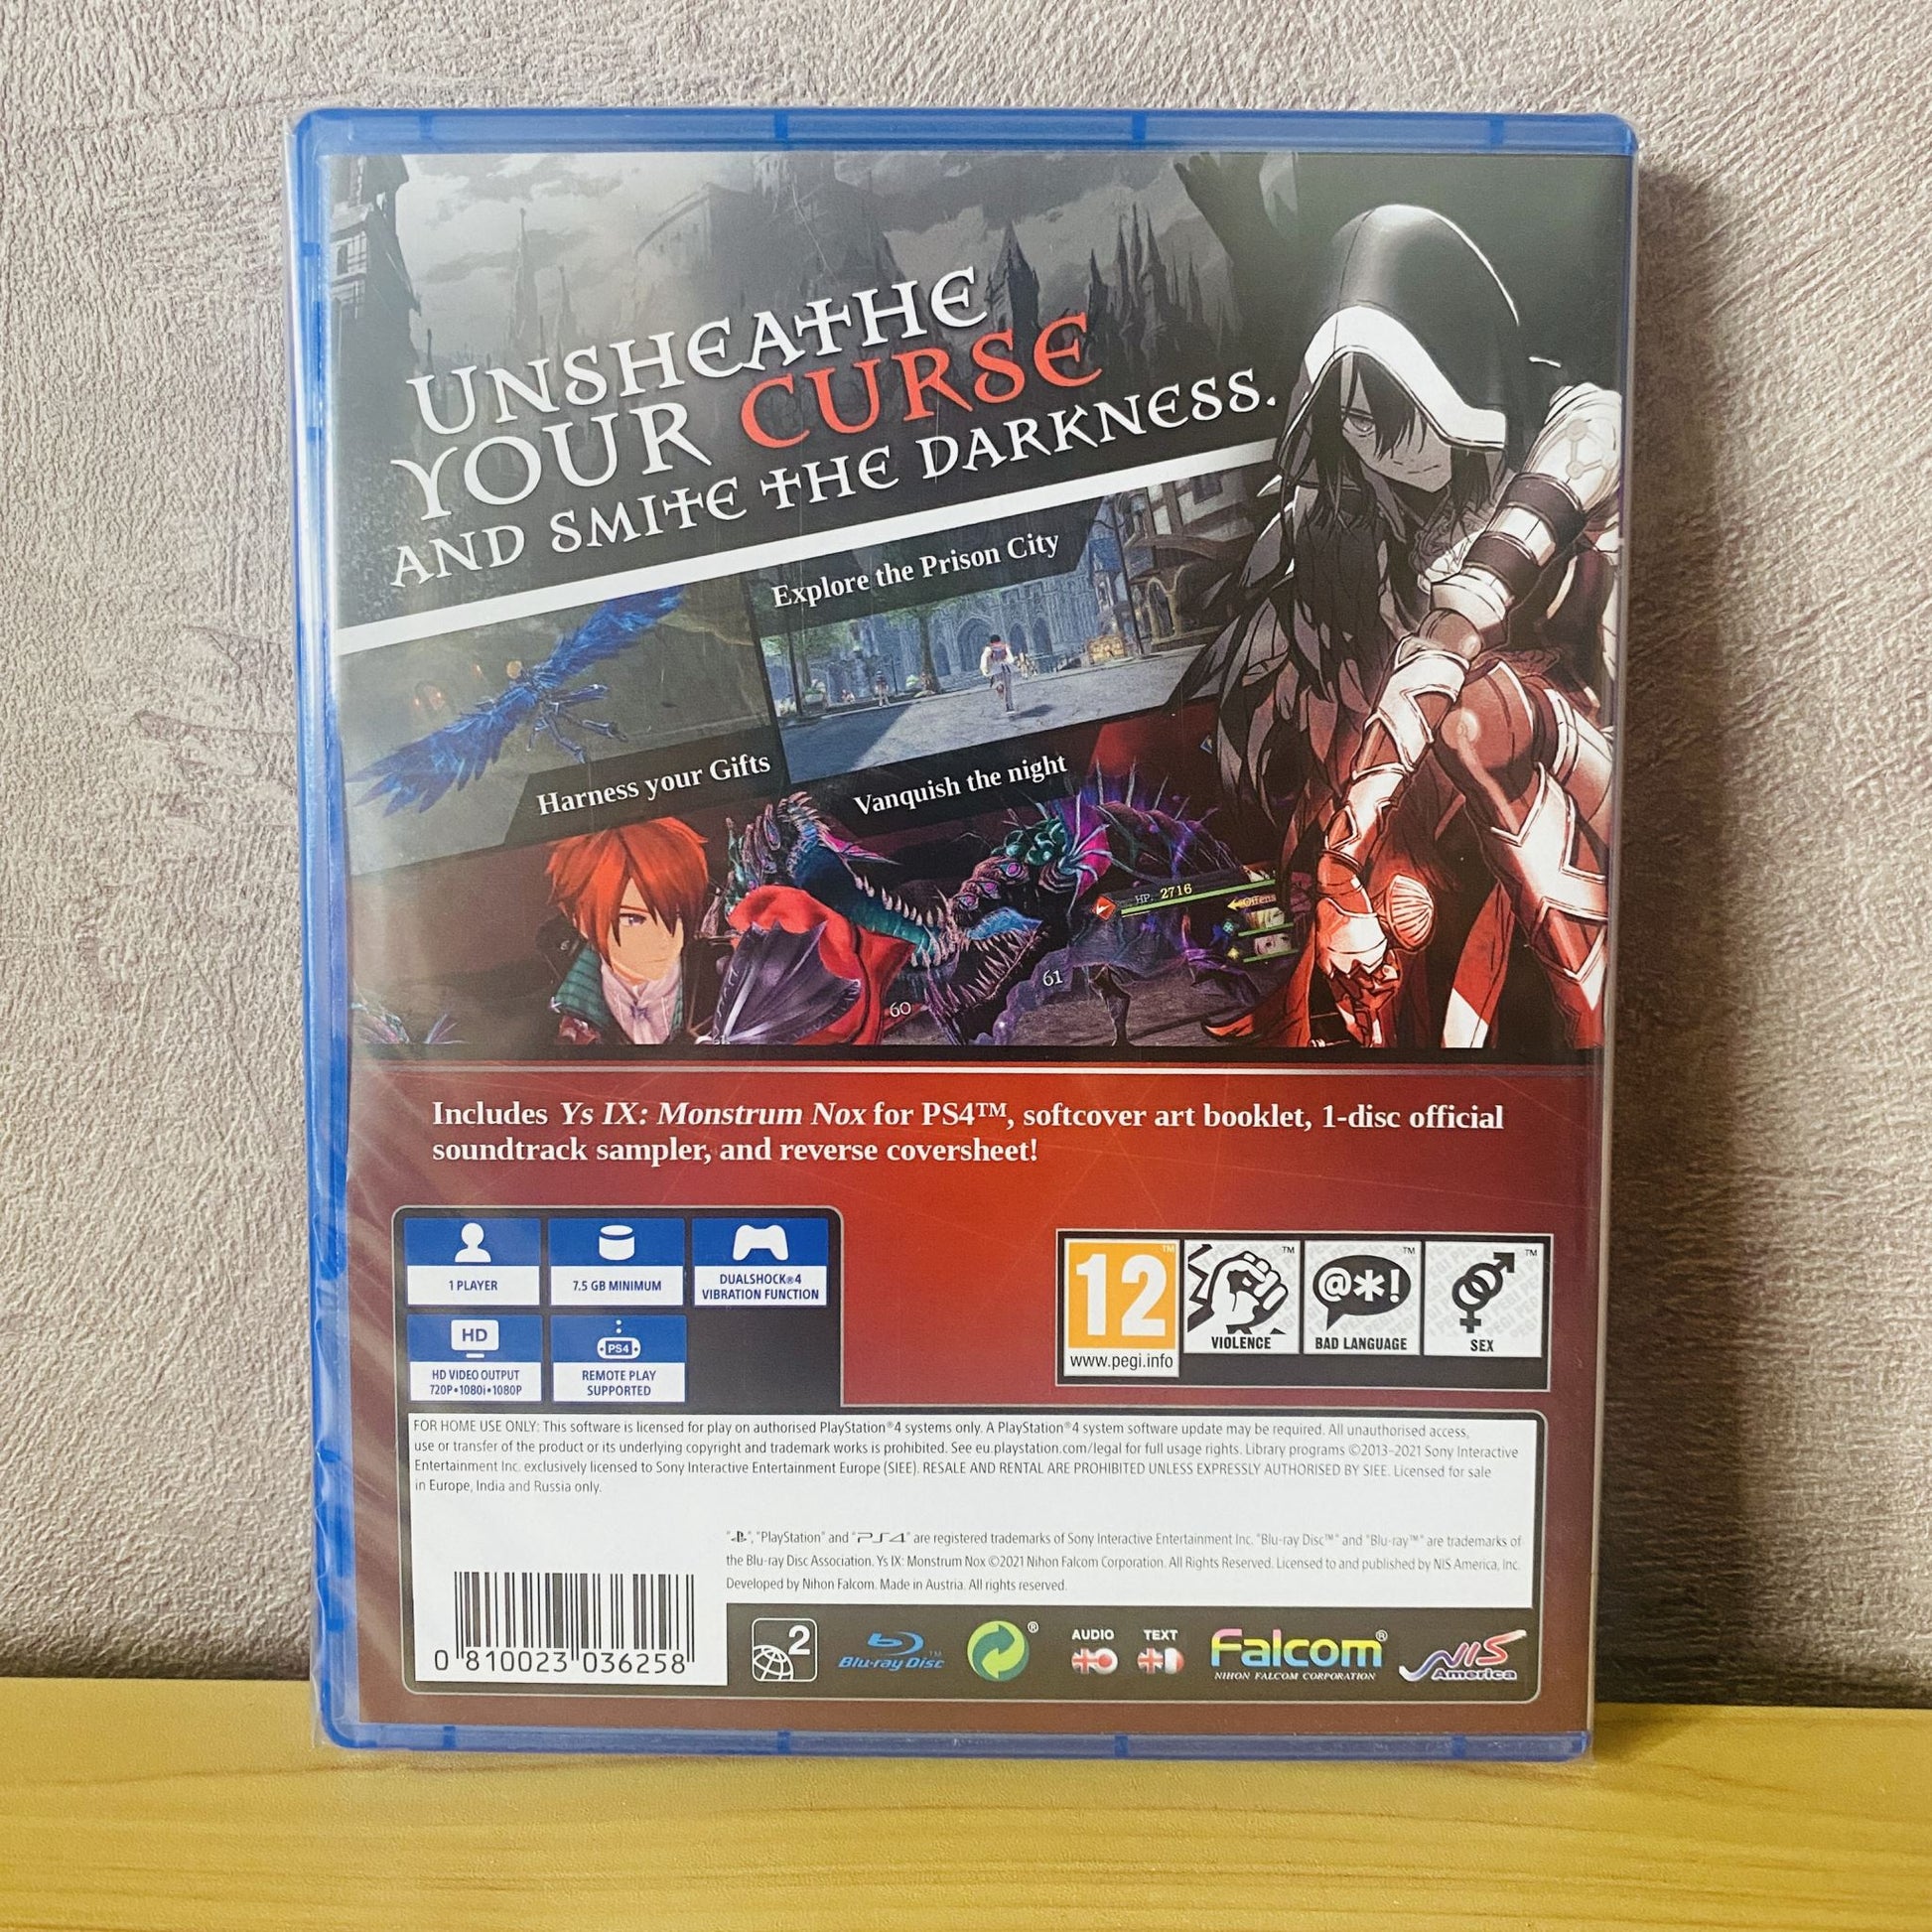 UNSHEATHE
YOUR CURSE
AND SMITE THE DARKNESS.
Explore the Prison City
Harness your Gifts
Vanquish the night
HP. 2716
60
61
Includes Ys IX: Monstrum Nox for PS4™, softcover art booklet, 1-disc official
soundtrack sampler, and reverse coversheet!
1 PLAYER
7.5 GB MINIMUM
DUALSHOCK®4
VIBRATION FUNCTION
HD
HD VIDEO OUTPUT
720P•1080i•1080P
PS4
REMOTE PLAY
SUPPORTED
12™
www.pegi.info
™
VIOLENCE
@*!™
BAD LANGUAGE
™
SEX
FOR HOME USE ONLY: This software is licensed for play on authorised PlayStation®4 systems only. A PlayStation®4 system software update may be required. All unauthorised access,
use or transfer of the product or its underlying copyright and trademark works is prohibited. See eu.playstation.com/legal for full usage rights. Library programs ©2013-2021 Sony Interactive
Entertainment Inc. exclusively licensed to Sony Interactive Entertainment Europe (SIEE). RESALE AND RENTAL ARE PROHIBITED UNLESS EXPRESSLY AUTHORISED BY SIEE. Licensed for sale
in Europe, India and Russia only.
"PlayStation" and "PS4" are registered trademarks of Sony Interactive Entertainment Inc. "Blu-ray Disc™" and "Blu-ray™" are trademarks of
the Blu-ray Disc Association. Ys IX: Monstrum Nox ©2021 Nihon Falcom Corporation. All Rights Reserved. Licensed to and published by NIS America, Inc.
Developed by Nihon Falcom. Made in Austria. All rights reserved.
0 810023 036258
2
Blu-ray Disc™
®
AUDIO
TEXT
Falcom®
NIHON FALCOM CORPORATION
NIS
America